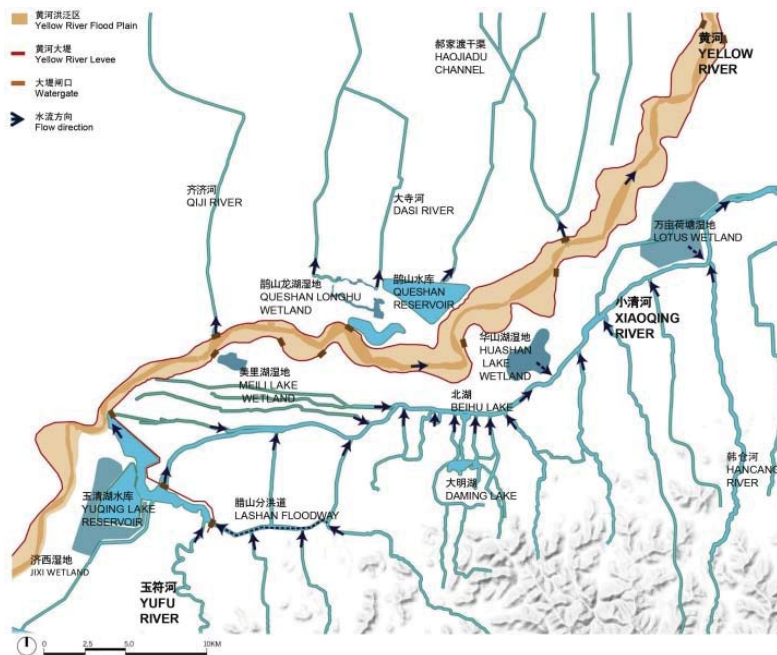 黄河洪泛区
Yellow River Flood Plain
黄河大堤
Yellow River Levee
大堤闸口
Watergate
水流方向
Flow direction
郝家渡干渠
HAOJIADU
CHANNEL
黄河
YELLOW
RIVER
齐济河
QIJI RIVER
大寺河
DASI RIVER
万亩荷塘湿地
LOTUS WETLAND
鹊山龙湖湿地
QUESHAN LONGHU
WETLAND
鹊山水库
QUESHAN
RESERVOIR
小清河
XIAOQING
RIVER
华山湖湿地
HUASHAN
LAKE
WETLAND
美里湖湿地
MEILI LAKE
WETLAND
北湖
BEIHU LAKE
韩仓河
HANCANG
RIVER
大明湖
DAMING LAKE
玉清湖水库
YUQING LAKE
RESERVOIR
腊山分洪道
LASHAN FLOODWAY
济西湿地
JIXI WETLAND
玉符河
YUFU
RIVER
0 2.5 5.0 10KM